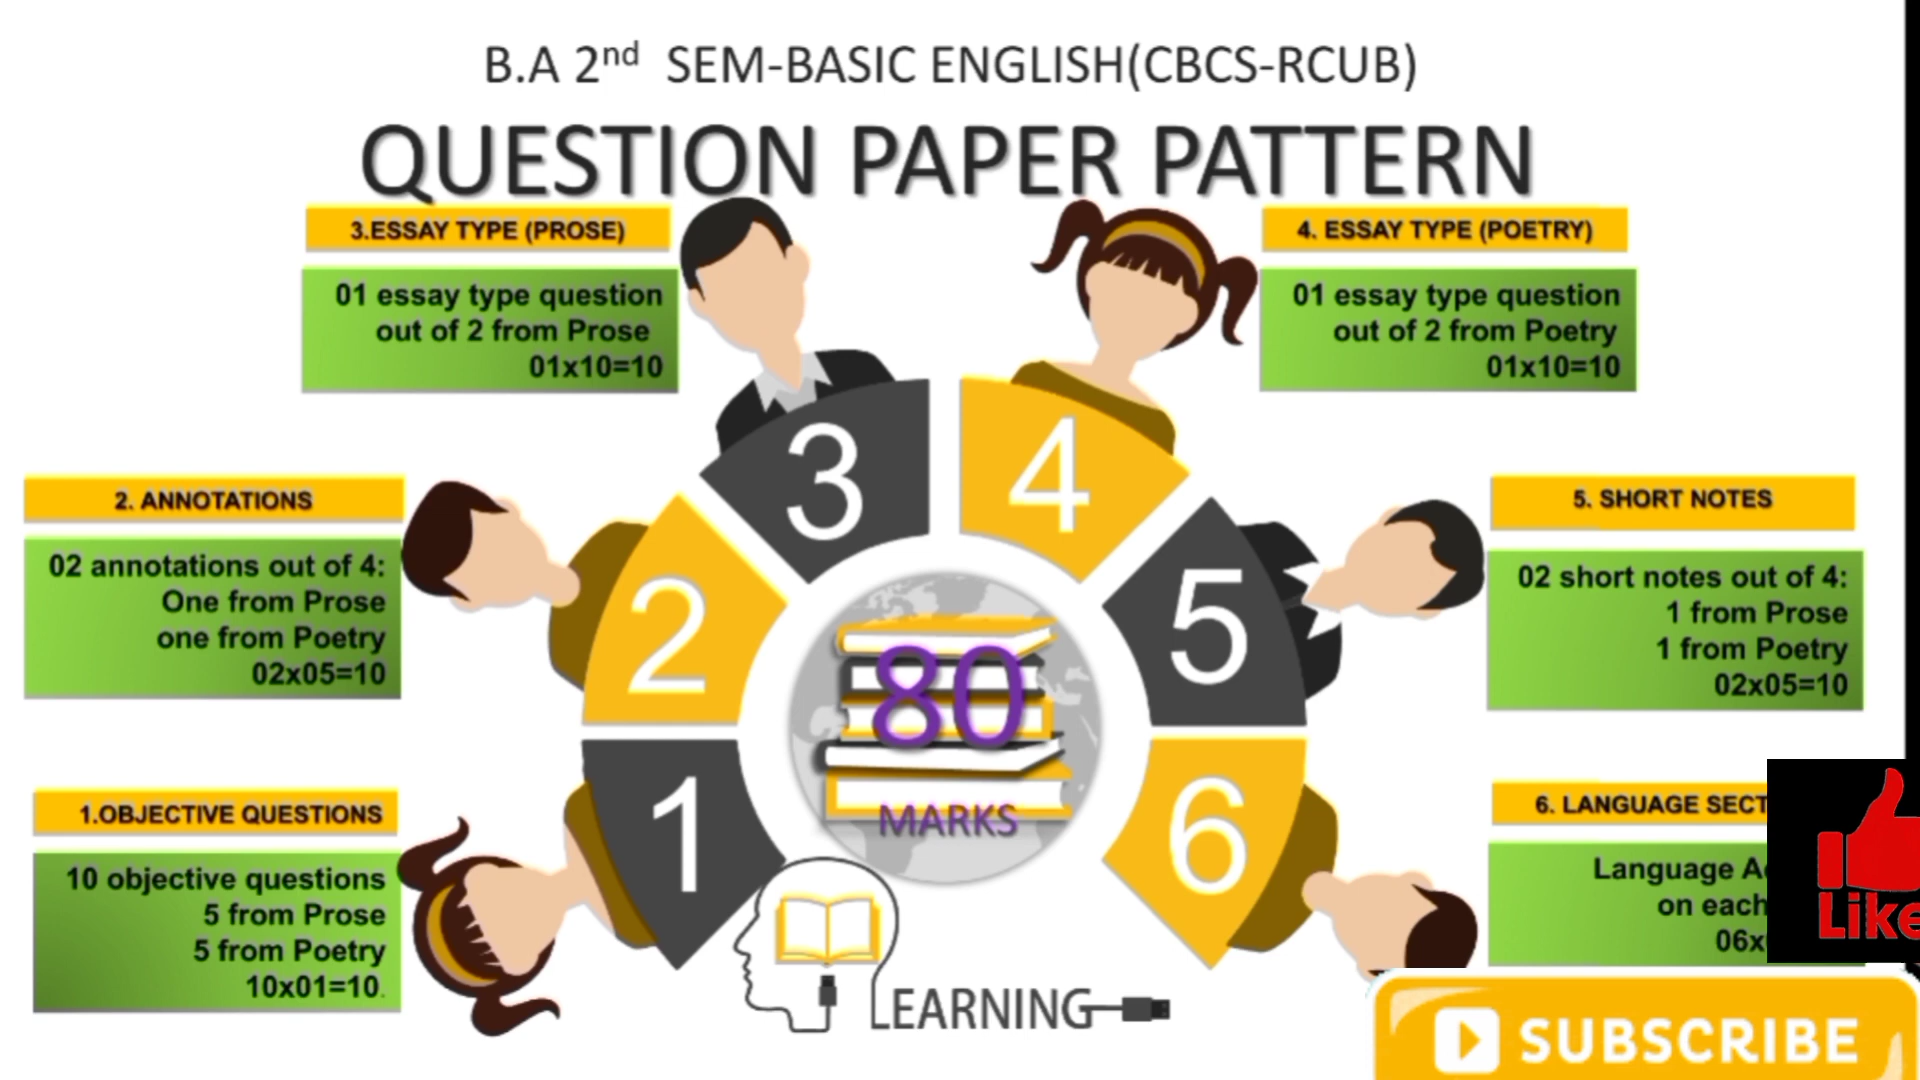 B.A 2nd SEM-BASIC ENGLISH(CBCS-RCUB)
QUESTION PAPER PATTERN
3.ESSAY TYPE (PROSE)
01 essay type question
out of 2 from Prose
01x10=10
4. ESSAY TYPE (POETRY)
01 essay type question
out of 2 from Poetry
01x10=10
2. ANNOTATIONS
02 annotations out of 4:
One from Prose
one from Poetry
02x05=10
5. SHORT NOTES
02 short notes out of 4:
1 from Prose
1 from Poetry
02x05=10
1.OBJECTIVE QUESTIONS
10 objective questions
5 from Prose
5 from Poetry
10x01=10.
6. LANGUAGE
Language
on each
3
4
2
5
1
6
80
MARKS
LEARNING
Like
SUBSCRIBE